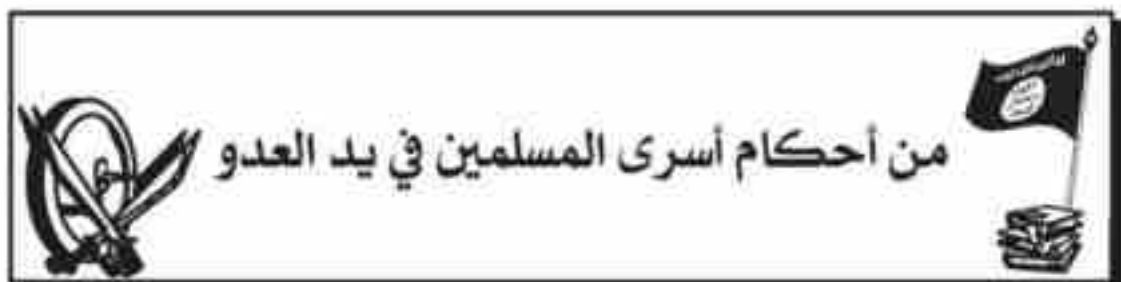 من أحكام أسرى المسلمين في يد العدو